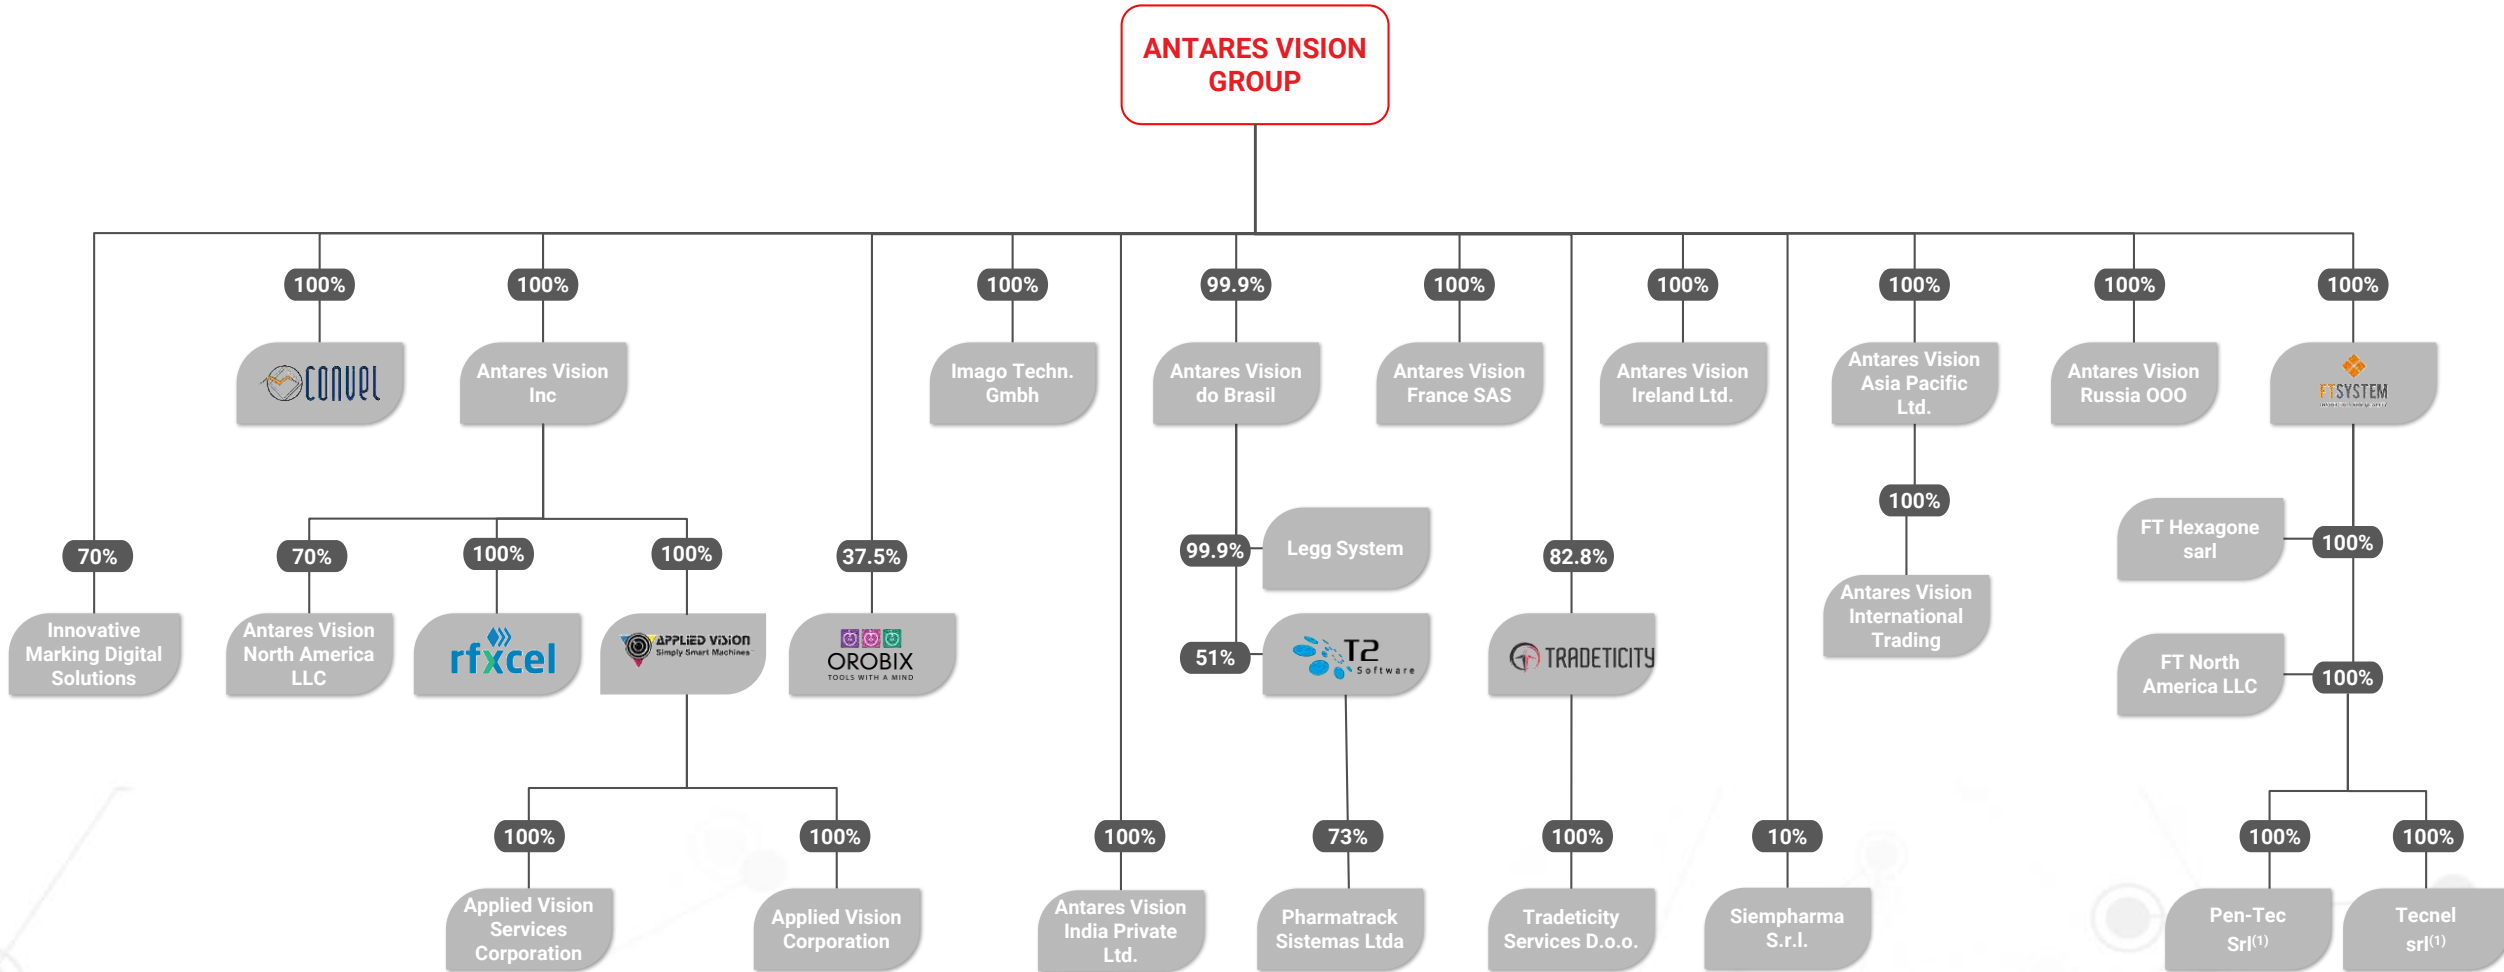 ANTARES VISION
GROUP
100%
100%
100%
99.9%
100%
100%
100%
100%
100%
CONVEL
Antares Vision
Inc
Imago Techn.
Gmbh
Antares Vision
do Brasil
Antares Vision
France SAS
Antares Vision
Ireland Ltd.
Antares Vision
Asia Pacific
Ltd.
Antares Vision
Russia OOO
FTSYSTEM
70%
70%
100%
100%
37.5%
99.9%
Legg System
82.8%
100%
FT Hexagone
sarl
100%
Innovative
Marking Digital
Solutions
Antares Vision
North America
LLC
rfxcel
APPLIED VISION
Simply Smart Machines
OROBIX
TOOLS WITH A MIND
51%
T2
Software
TRADETICITY
Antares Vision
International
Trading
FT North
America LLC
100%
100%
100%
100%
73%
100%
10%
100%
100%
Applied Vision
Services
Corporation
Applied Vision
Corporation
Antares Vision
India Private
Ltd.
Pharmatrack
Sistemas Ltda
Tradeticity
Services D.o.o.
Siempharma
S.r.l.
Pen-Tec
Srl(1)
Tecnel
srl(1)